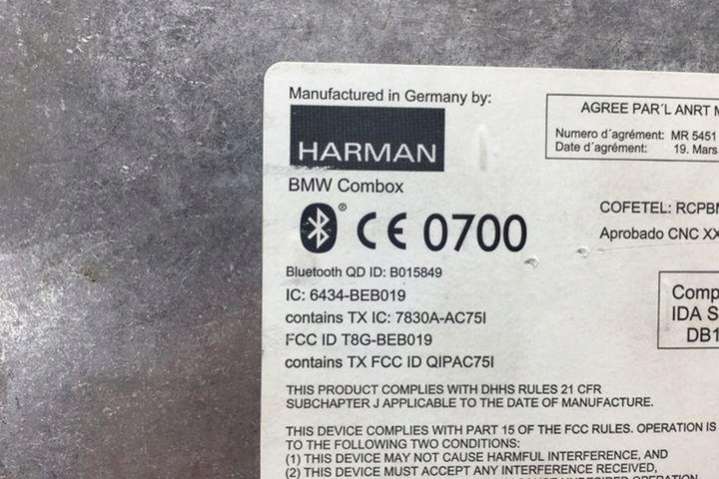 Manufactured in Germany by:
HARMAN
BMW Combox
® CE 0700
Bluetooth QD ID: B015849
IC: 6434-BEB019
contains TX IC: 7830A-AC75I
FCC ID T8G-BEB019
contains TX FCC ID QIPAC75I
THIS PRODUCT COMPLIES WITH DHHS RULES 21 CFR
SUBCHAPTER J APPLICABLE TO THE DATE OF MANUFACTURE.
THIS DEVICE COMPLIES WITH PART 15 OF THE FCC RULES. OPERATION IS
TO THE FOLLOWING TWO CONDITIONS:
(1) THIS DEVICE MAY NOT CAUSE HARMFUL INTERFERENCE, AND
(2) THIS DEVICE MUST ACCEPT ANY INTERFERENCE RECEIVED,
AGREE PAR´L ANRT
Numero d´agrément: MR 5451
Date d´agrément: 19. Mars
COFETEL:
Aprobado CNC
Comp
IDA S
DB1